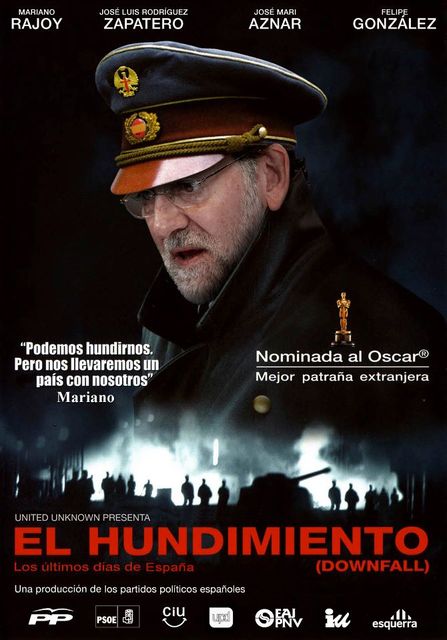 MARIANO
RAJOY
JOSÉ LUIS RODRÍGUEZ
ZAPATERO
JOSÉ MARI
AZNAR
FELIPE
GONZÁLEZ
“Podemos hundirnos.
Pero nos llevaremos un
país con nosotros”
Mariano
Nominada al Oscar®
Mejor patraña extranjera
UNITED UNKNOWN PRESENTA
EL HUNDIMIENTO
Los últimos días de España
(DOWNFALL)
Una producción de los partidos políticos españoles
PP
PSOE
CiU
upd
EAJ
PNV
iu
esquerra